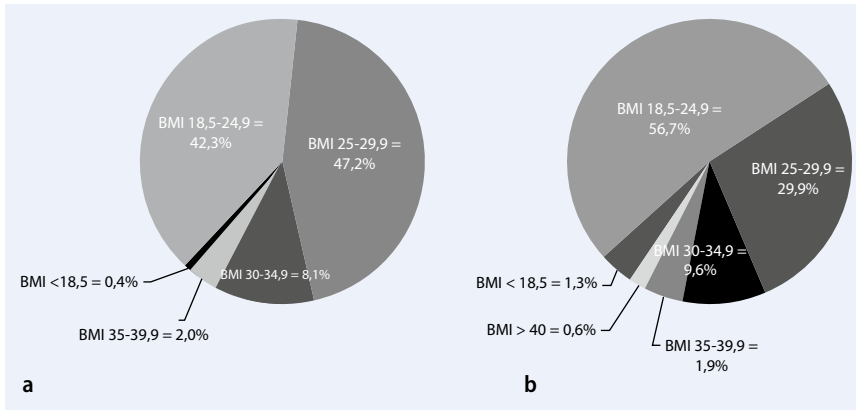 BMI 18,5-24,9 =
42,3%
BMI 25-29,9 =
47,2%
BMI 30-34,9 = 8,1%
BMI <18,5 = 0,4%
BMI 35-39,9 = 2,0%
a
BMI 18,5-24,9 =
56,7%
BMI 25-29,9 =
29,9%
BMI 30-34,9 =
9,6%
BMI < 18,5 = 1,3%
BMI > 40 = 0,6%
BMI 35-39,9 =
1,9%
b